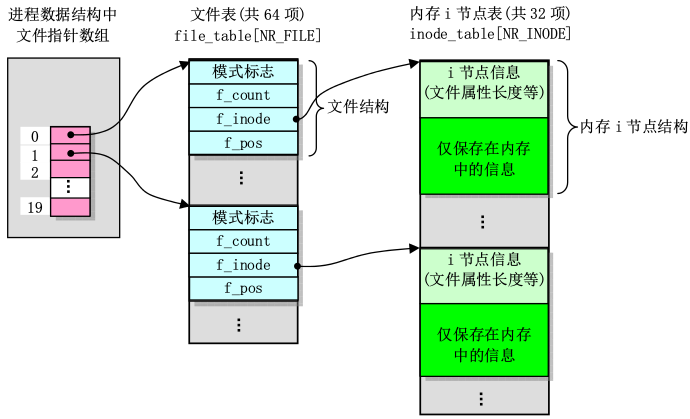 进程数据结构中
文件指针数组
0
1
2
⋮
19
文件表(共 64 项)
file_table[NR_FILE]
模式标志
f_count
f_inode
f_pos
文件结构
⋮
模式标志
f_count
f_inode
f_pos
⋮
内存 i 节点表(共 32 项)
inode_table[NR_INODE]
i 节点信息
(文件属性长度等)
仅保存在内存
中的信息
内存 i 节点结构
⋮
i 节点信息
(文件属性长度等)
仅保存在内存
中的信息
⋮